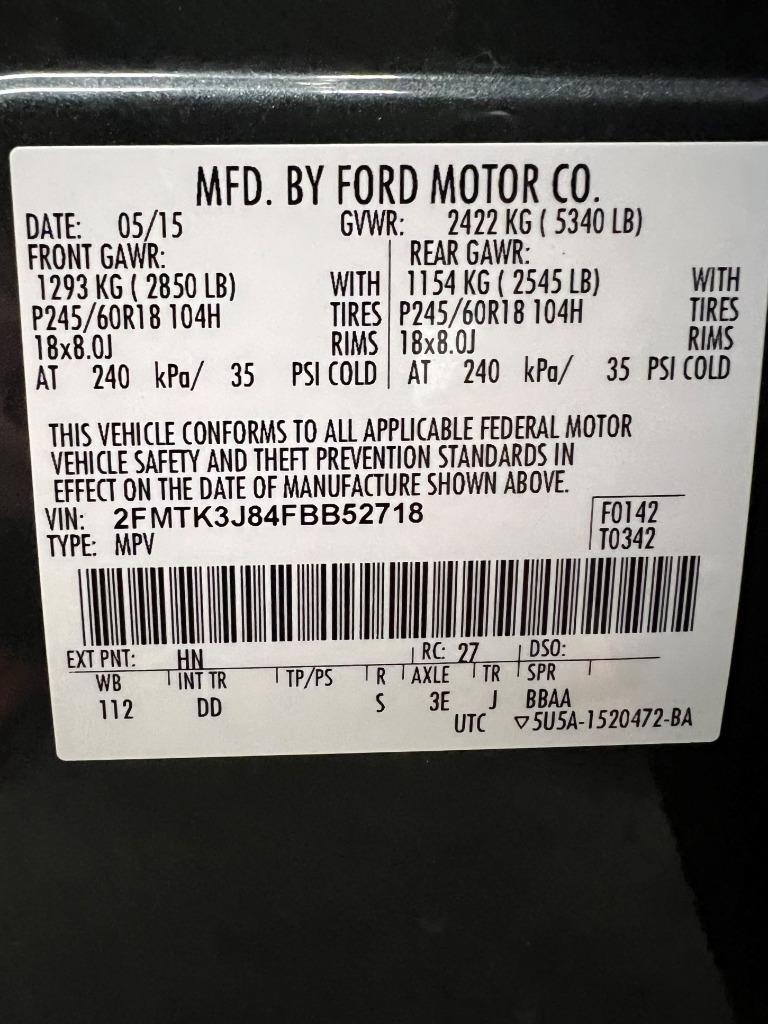 MFD. BY FORD MOTOR CO.
DATE: 05/15 GVWR: 2422 KG ( 5340 LB)
FRONT GAWR: REAR GAWR:
1293 KG ( 2850 LB) WITH 1154 KG ( 2545 LB) WITH
P245/60R18 104H TIRES P245/60R18 104H TIRES
18x8.0J RIMS 18x8.0J RIMS
AT 240 kPa/ 35 PSI COLD AT 240 kPa/ 35 PSI COLD
THIS VEHICLE CONFORMS TO ALL APPLICABLE FEDERAL MOTOR
VEHICLE SAFETY AND THEFT PREVENTION STANDARDS IN
EFFECT ON THE DATE OF MANUFACTURE SHOWN ABOVE.
VIN: 2FMTK3J84FBB52718 F0142
TYPE: MPV T0342
EXT PNT: HN RC: 27 DSO:
WB INT TR TP/PS R AXLE TR SPR
112 DD S 3E J BBAA
UTC ▽5U5A-1520472-BA